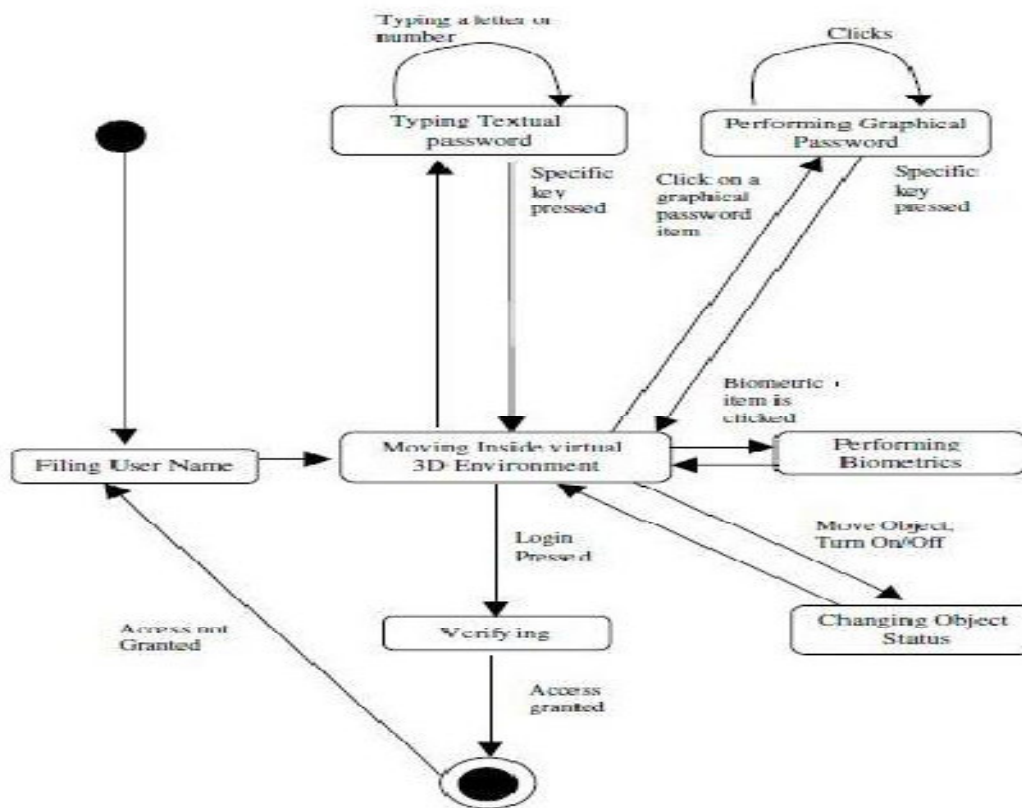 Typing a letter or
number
Clicks
Typing Textual
password
Performing Graphical
Password
Specific
key
pressed
Click on a
graphical
password
item
Specific
key
pressed
Biometric
item is
clicked
Filing User Name
Moving Inside virtual
3D Environment
Performing
Biometrics
Login
Pressed
Move Object,
Turn On/Off
Access not
Granted
Verifying
Changing Object
Status
Access
granted